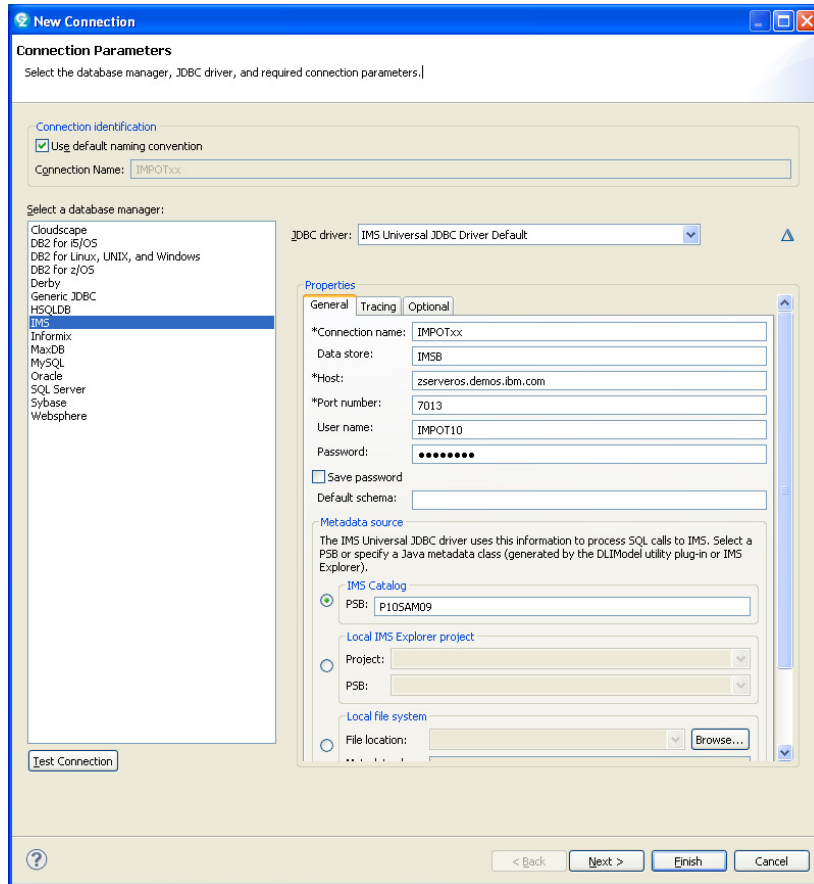 New Connection
Connection Parameters
Select the database manager, JDBC driver, and required connection parameters.
Connection identification
Use default naming convention
Connection Name: IMPOTxx
Select a database manager:
Cloudscape
DB2 for i5/OS
DB2 for Linux, UNIX, and Windows
DB2 for z/OS
Derby
Generic JDBC
HSQLDB
IMS
Informix
MaxDB
MySQL
Oracle
SQL Server
Sybase
Websphere
Test Connection
JDBC driver: IMS Universal JDBC Driver Default
Properties
General Tracing Optional
*Connection name: IMPOTxx
Data store: IMSB
*Host: zserveros.demos.ibm.com
*Port number: 7013
User name: IMPOT10
Password: ●●●●●●●●
Save password
Default schema:
Metadata source
The IMS Universal JDBC driver uses this information to process SQL calls to IMS. Select a
PSB or specify a Java metadata class (generated by the DLIModel utility plug-in or IMS
Explorer).
IMS Catalog
PSB: P10SAM09
Local IMS Explorer project
Project:
PSB:
Local file system
File location: Browse...
? < Back Next > Finish Cancel